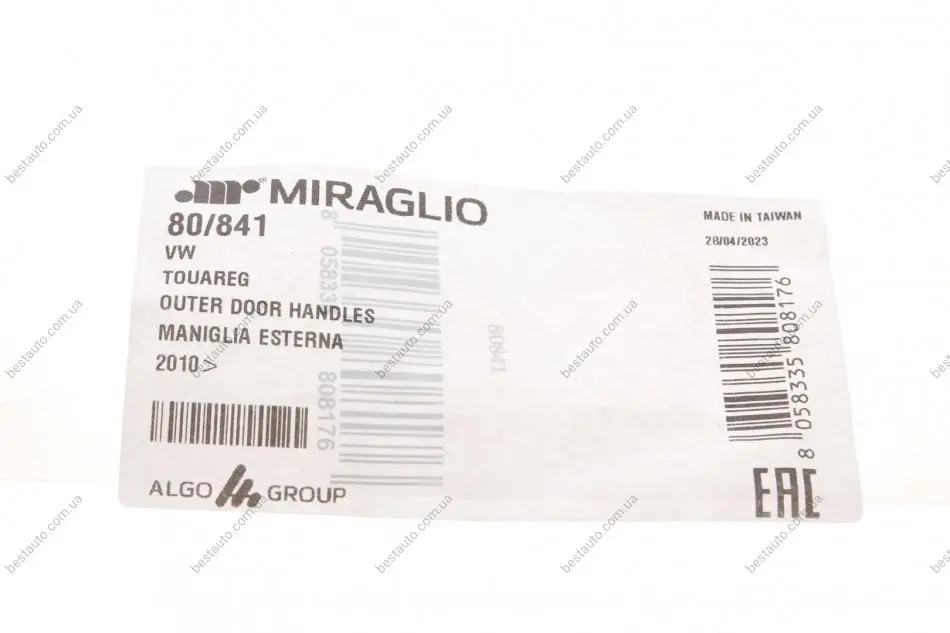 MIRAGLIO
80/841
VW
TOUAREG
OUTER DOOR HANDLES
MANIGLIA ESTERNA
2010->
ALGO GROUP
MADE IN TAIWAN
28/04/2023
8 058335 808176
EAC
8 05833 808176
80841
bestauto.com.ua